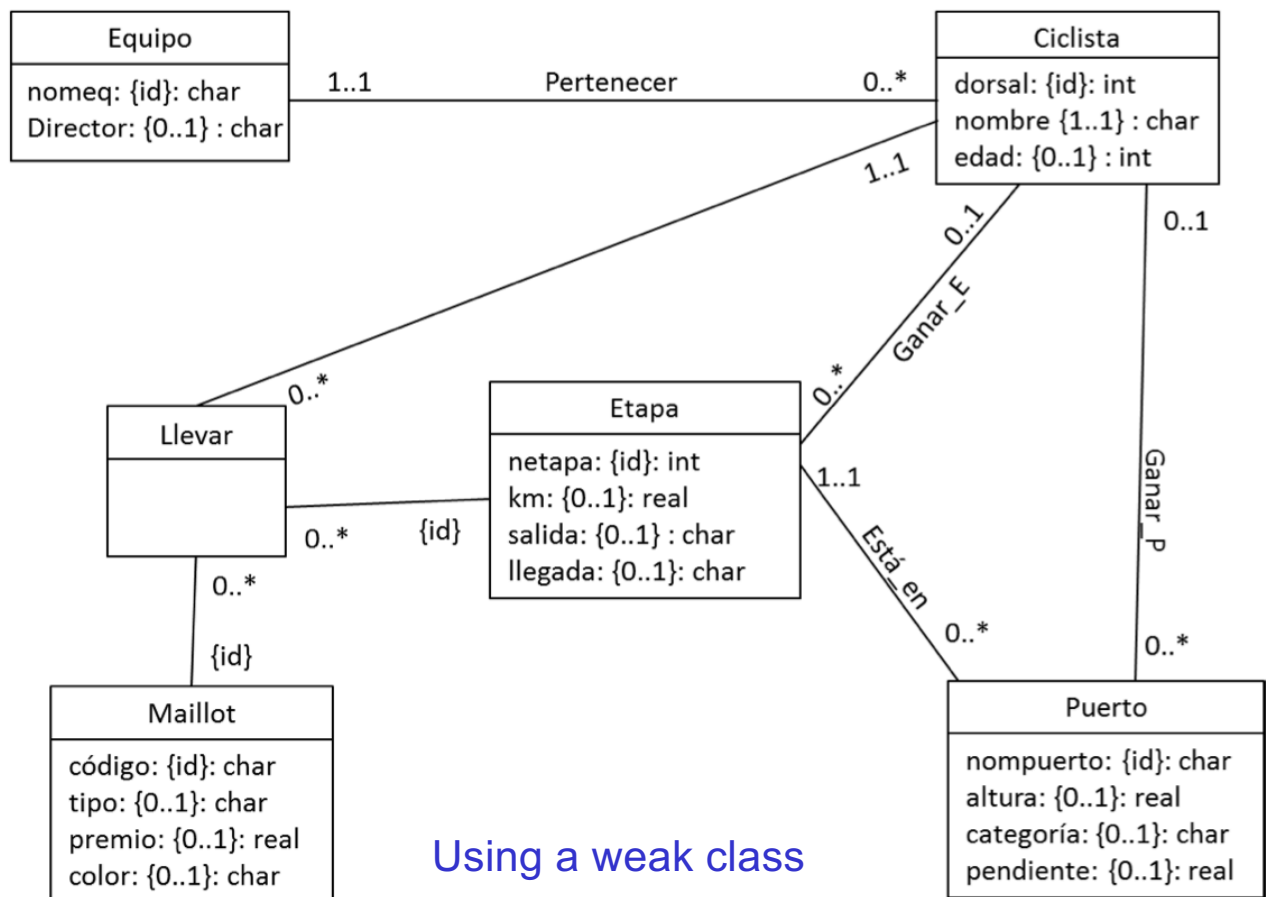 Equipo
nomeq: {id}: char
Director: {0..1} : char
1..1
Pertenecer
0..*
Ciclista
dorsal: {id}: int
nombre {1..1} : char
edad: {0..1} : int
1..1
0..1
0..1
Ganar_E
0..*
0..*
Llevar
Etapa
netapa: {id}: int
km: {0..1}: real
salida: {0..1} : char
llegada: {0..1}: char
1..1
Ganar_P
0..*
{id}
Está_en
0..*
0..*
0..*
{id}
Maillot
código: {id}: char
tipo: {0..1}: char
premio: {0..1}: real
color: {0..1}: char
Puerto
nompuerto: {id}: char
altura: {0..1}: real
categoría: {0..1}: char
pendiente: {0..1}: real
Using a weak class